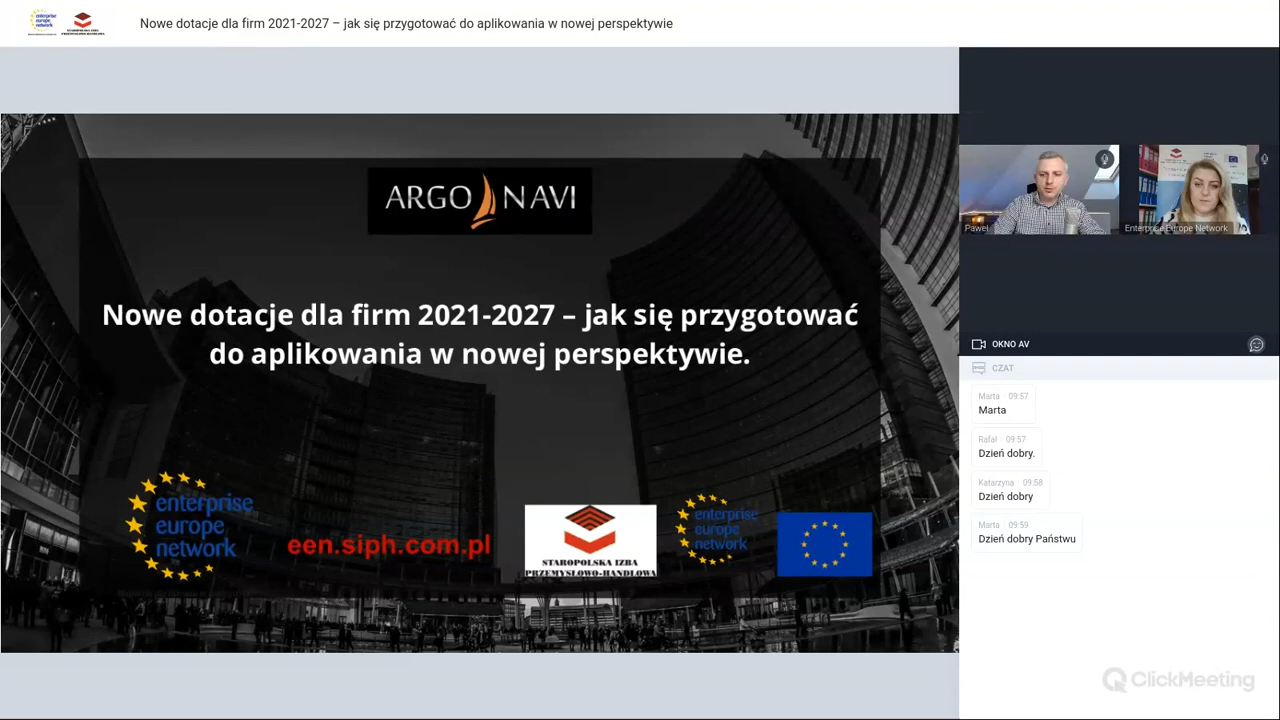 Nowe dotacje dla firm 2021-2027 – jak się przygotować do aplikowania w nowej perspektywie
ARGO NAVI
Nowe dotacje dla firm 2021-2027 – jak się przygotować
do aplikowania w nowej perspektywie.
enterprise
europe
network
een.siph.com.pl
STAROPOLSKA IZBA
PRZEMYSŁOWO-HANDLOWA
enterprise
europe
network
Paweł
Enterprise Europe Network
OKNO AV
CZAT
Marta · 09:57
Marta
Rafał · 09:57
Dzień dobry.
Katarzyna · 09:58
Dzień dobry
Marta · 09:59
Dzień dobry Państwu
ClickMeeting